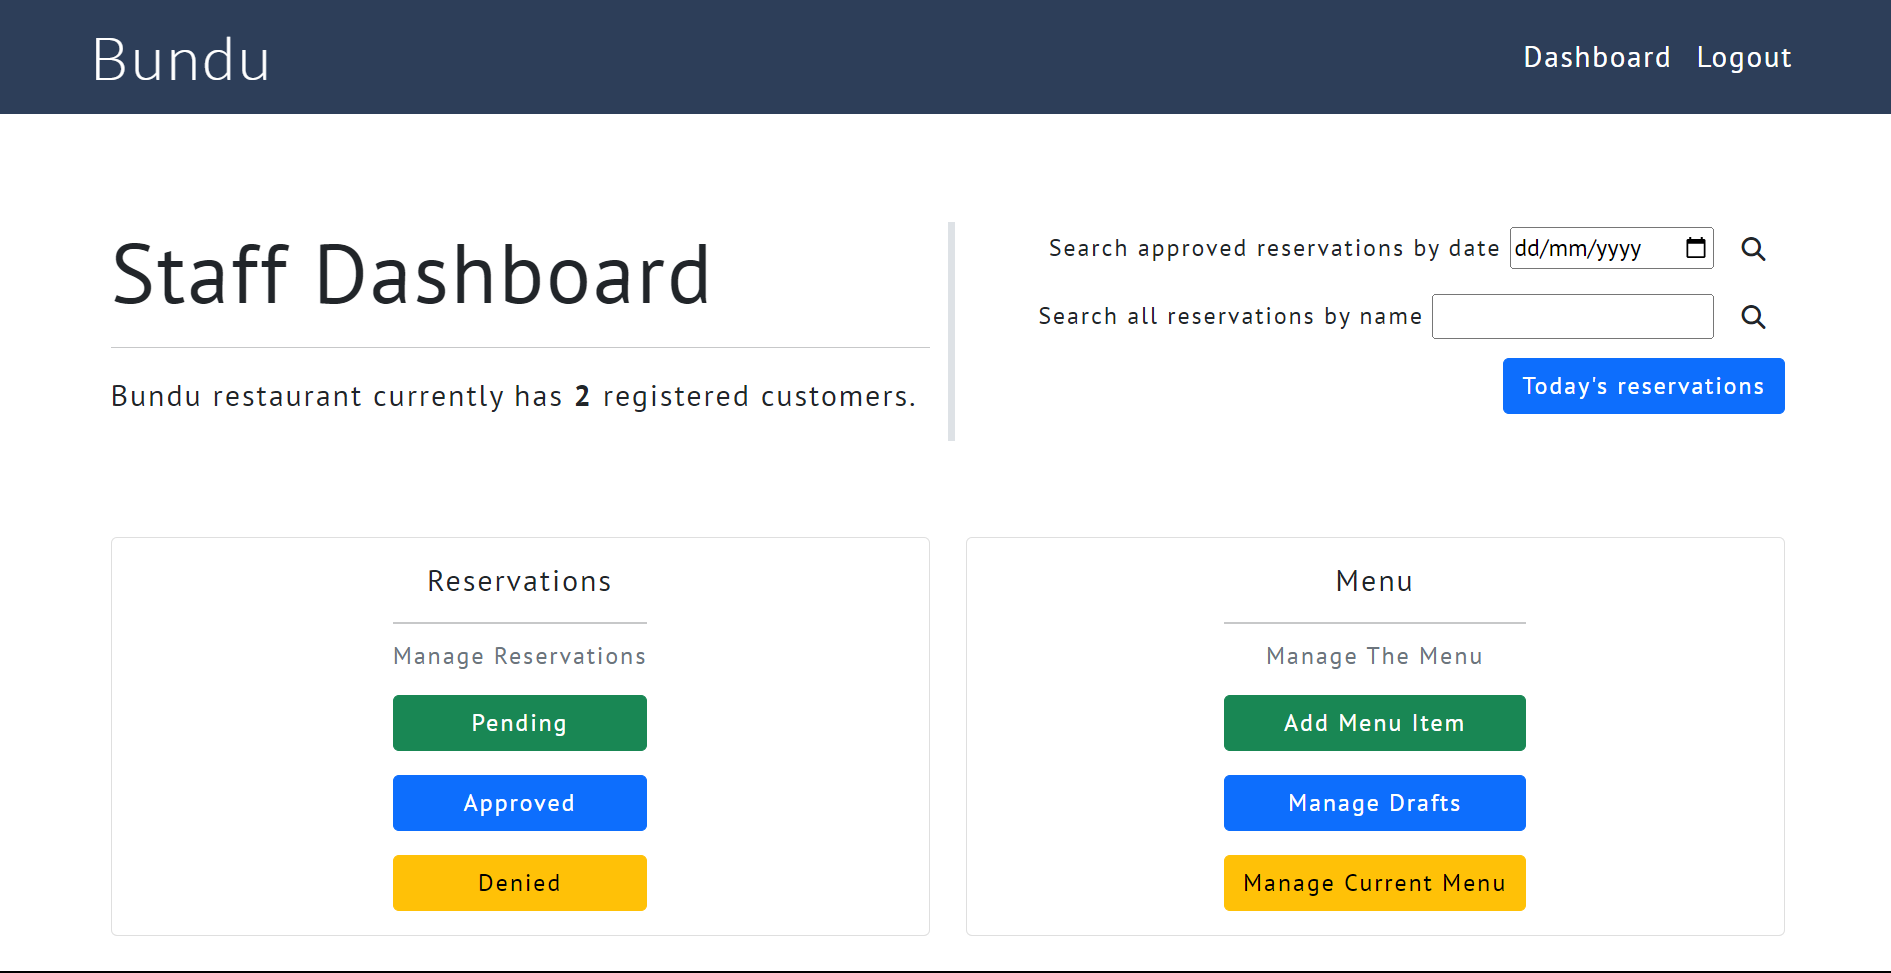 Bundu
Dashboard Logout
Staff Dashboard
Bundu restaurant currently has 2 registered customers.
Search approved reservations by date dd/mm/yyyy
Search all reservations by name
Today's reservations
Reservations
Manage Reservations
Pending
Approved
Denied
Menu
Manage The Menu
Add Menu Item
Manage Drafts
Manage Current Menu